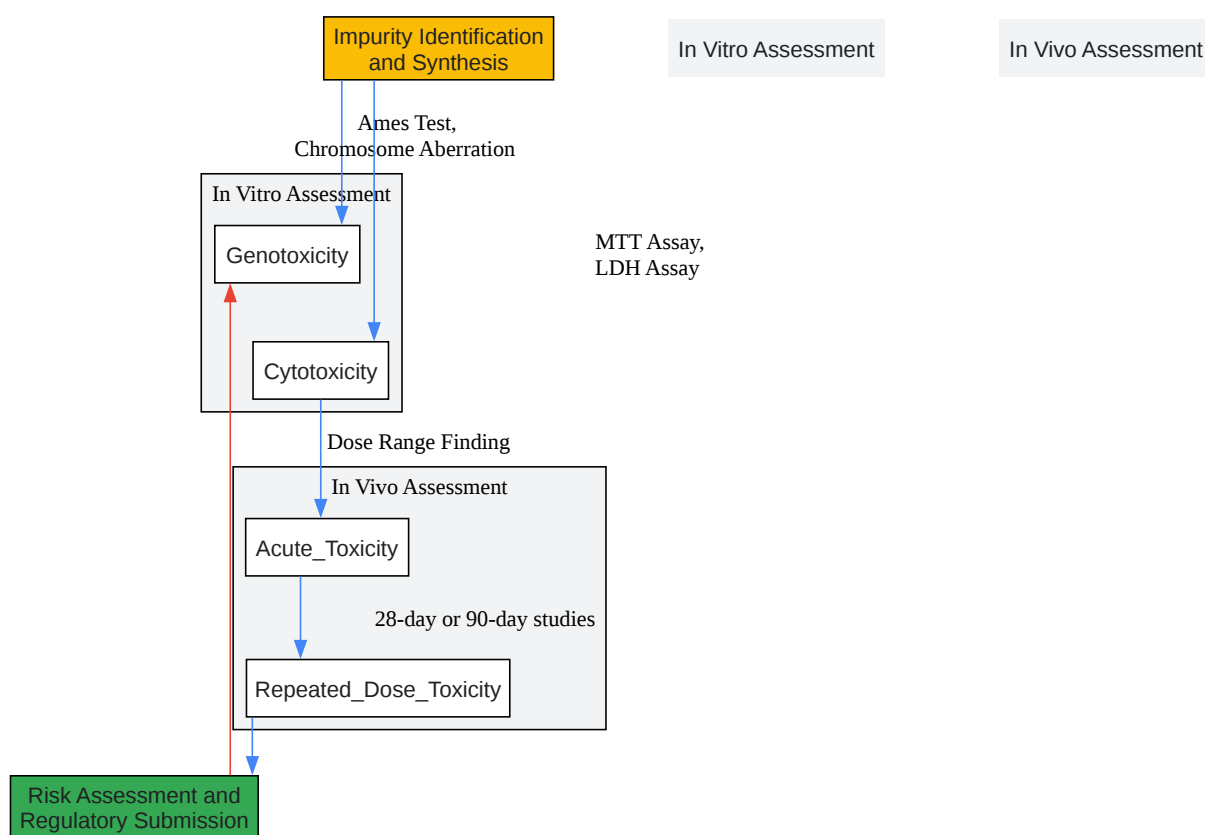 Impurity Identification
and Synthesis
In Vitro Assessment
In Vivo Assessment
Ames Test,
Chromosome Aberration
In Vitro Assessment
Genotoxicity
MTT Assay,
LDH Assay
Cytotoxicity
Dose Range Finding
In Vivo Assessment
Acute_Toxicity
28-day or 90-day studies
Repeated_Dose_Toxicity
Risk Assessment and
Regulatory Submission